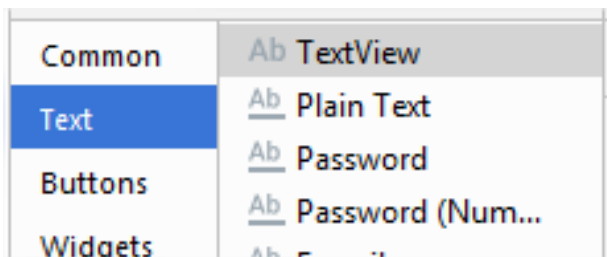 Common
Text
Buttons
Widgets
Ab TextView
Ab Plain Text
Ab Password
Ab Password (Num...